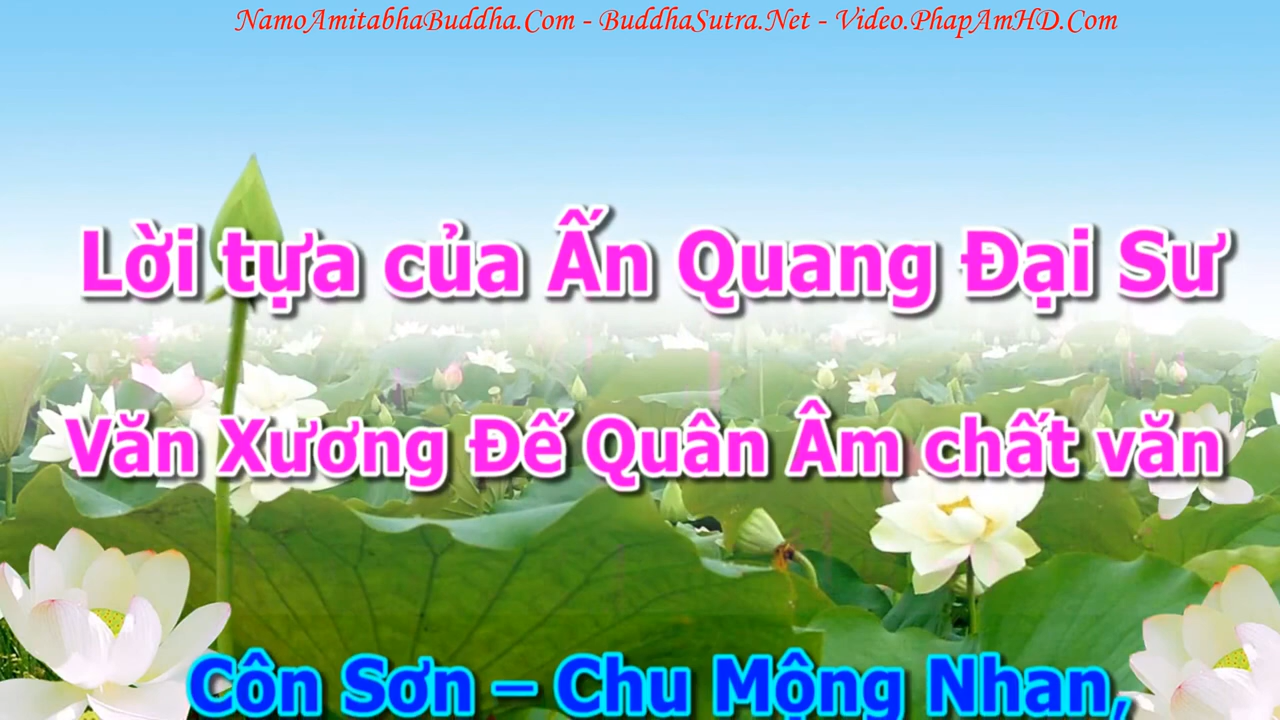 NamoAmitabhaBuddha.Com - BuddhaSutra.Net - Video.PhapAmHD.Com
Lời tựa của Ấn Quang Đại Sư
Văn Xương Đế Quân Âm chất văn
Côn Sơn – Chu Mộng Nhan,